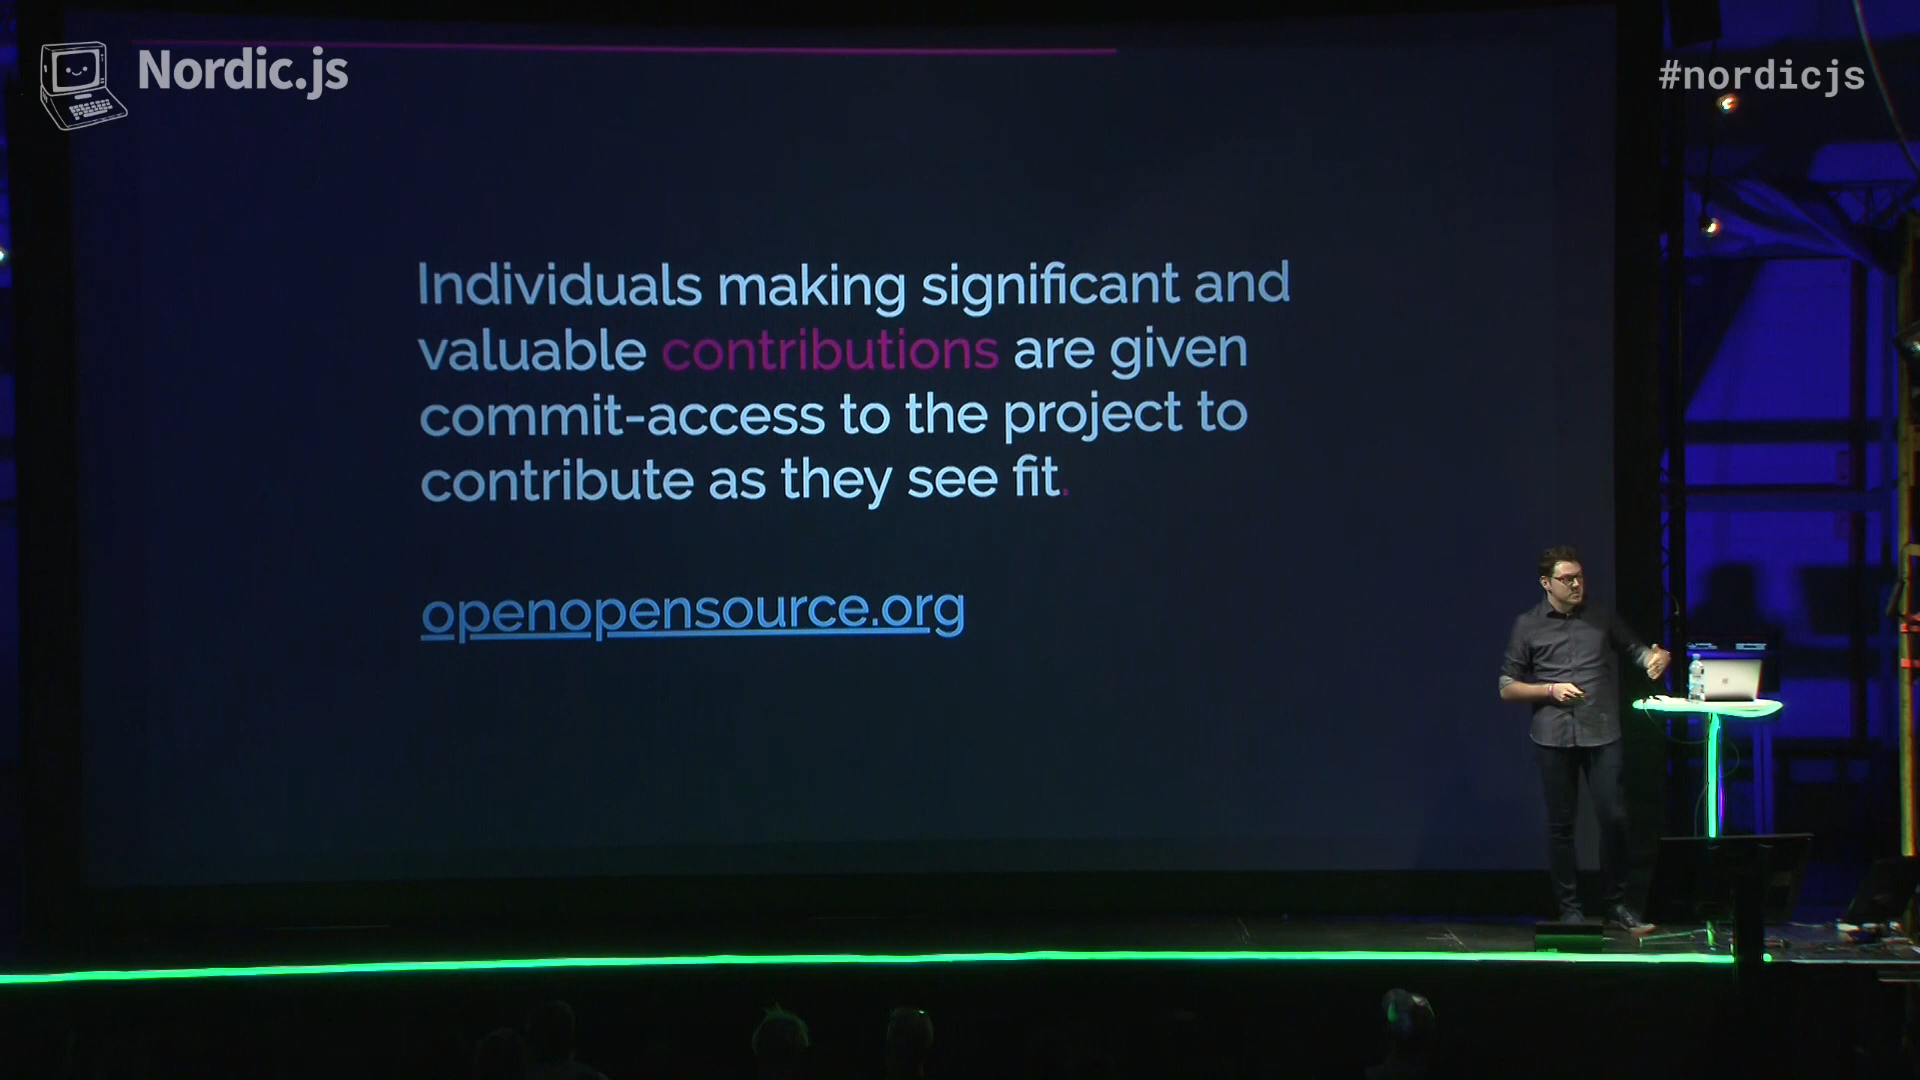 Nordic.js
#nordicjs
Individuals making significant and
valuable contributions are given
commit-access to the project to
contribute as they see fit.
openopensource.org